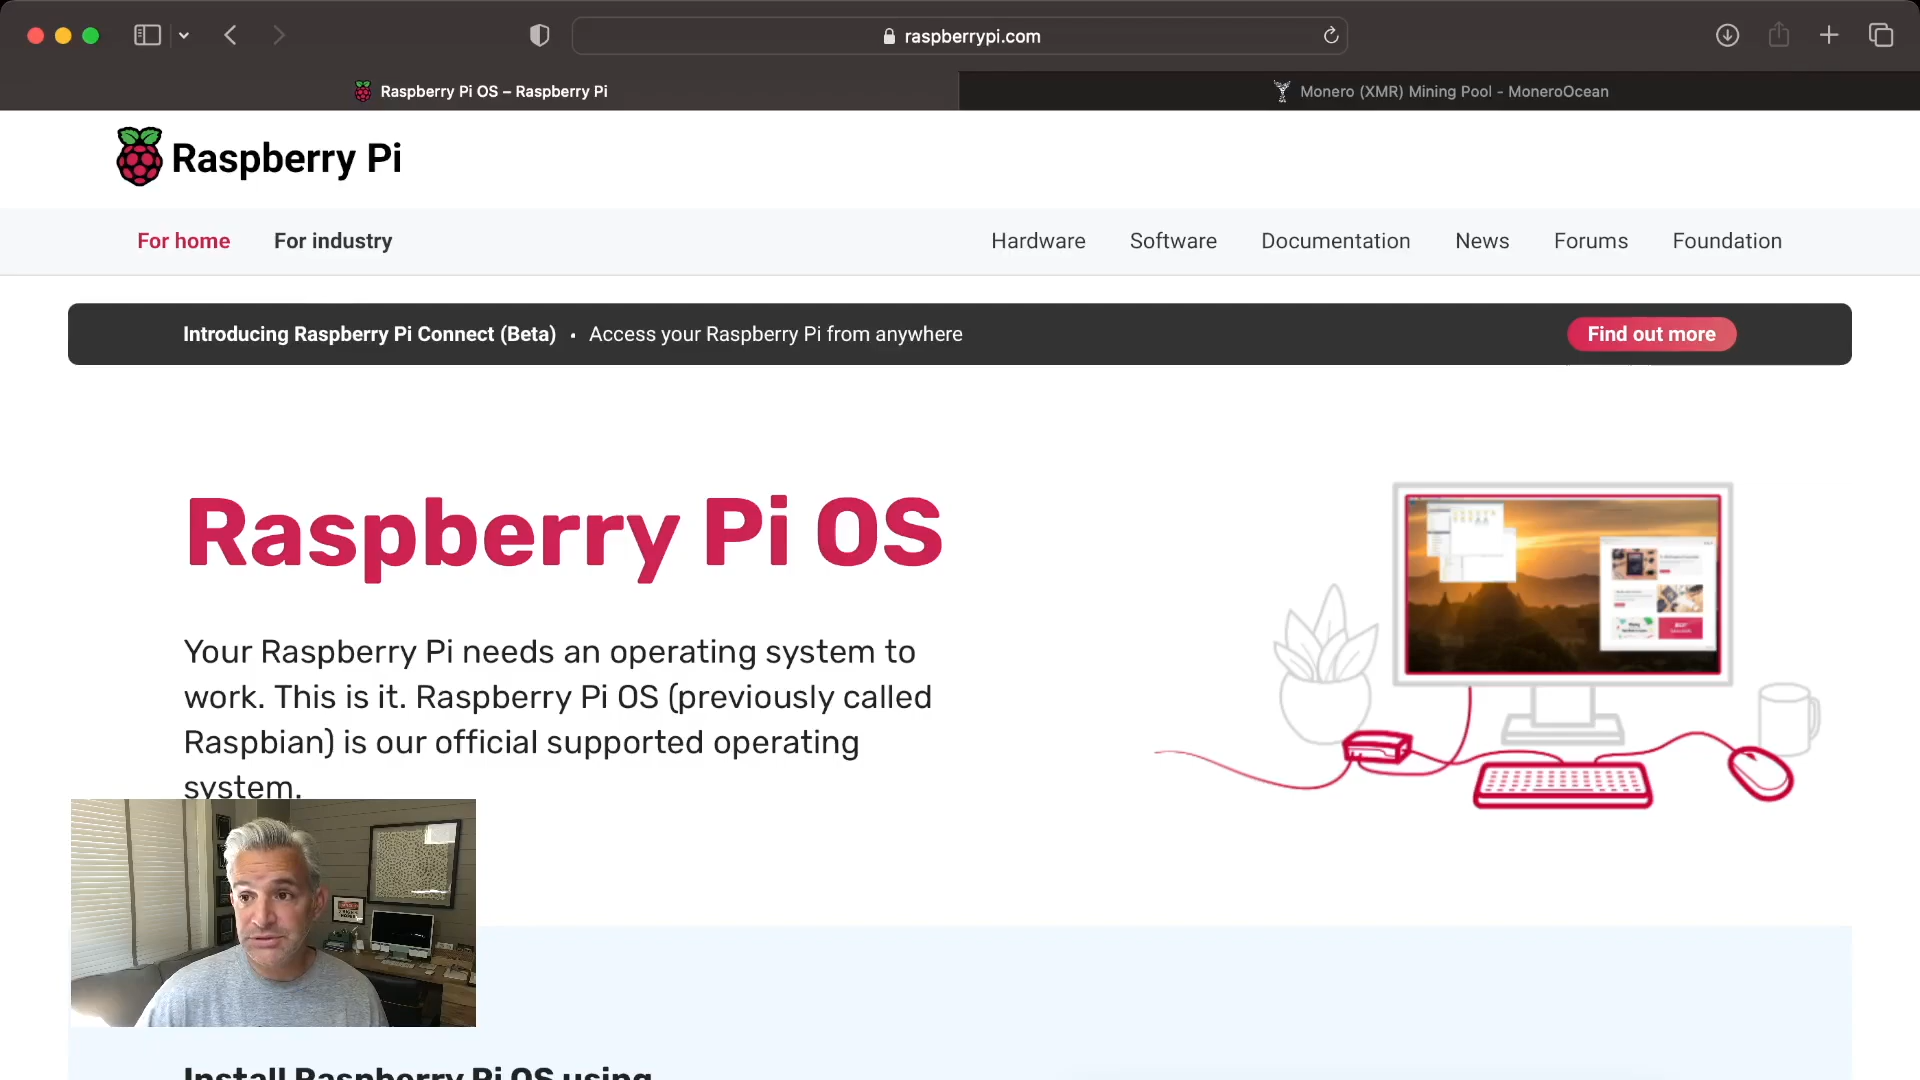 raspberrypi.com
Raspberry Pi OS – Raspberry Pi
Monero (XMR) Mining Pool - MoneroOcean
Raspberry Pi
For home
For industry
Hardware
Software
Documentation
News
Forums
Foundation
Introducing Raspberry Pi Connect (Beta) • Access your Raspberry Pi from anywhere
Find out more
Raspberry Pi OS
Your Raspberry Pi needs an operating system to
work. This is it. Raspberry Pi OS (previously called
Raspbian) is our official supported operating
system.
Install Raspberry Pi OS using